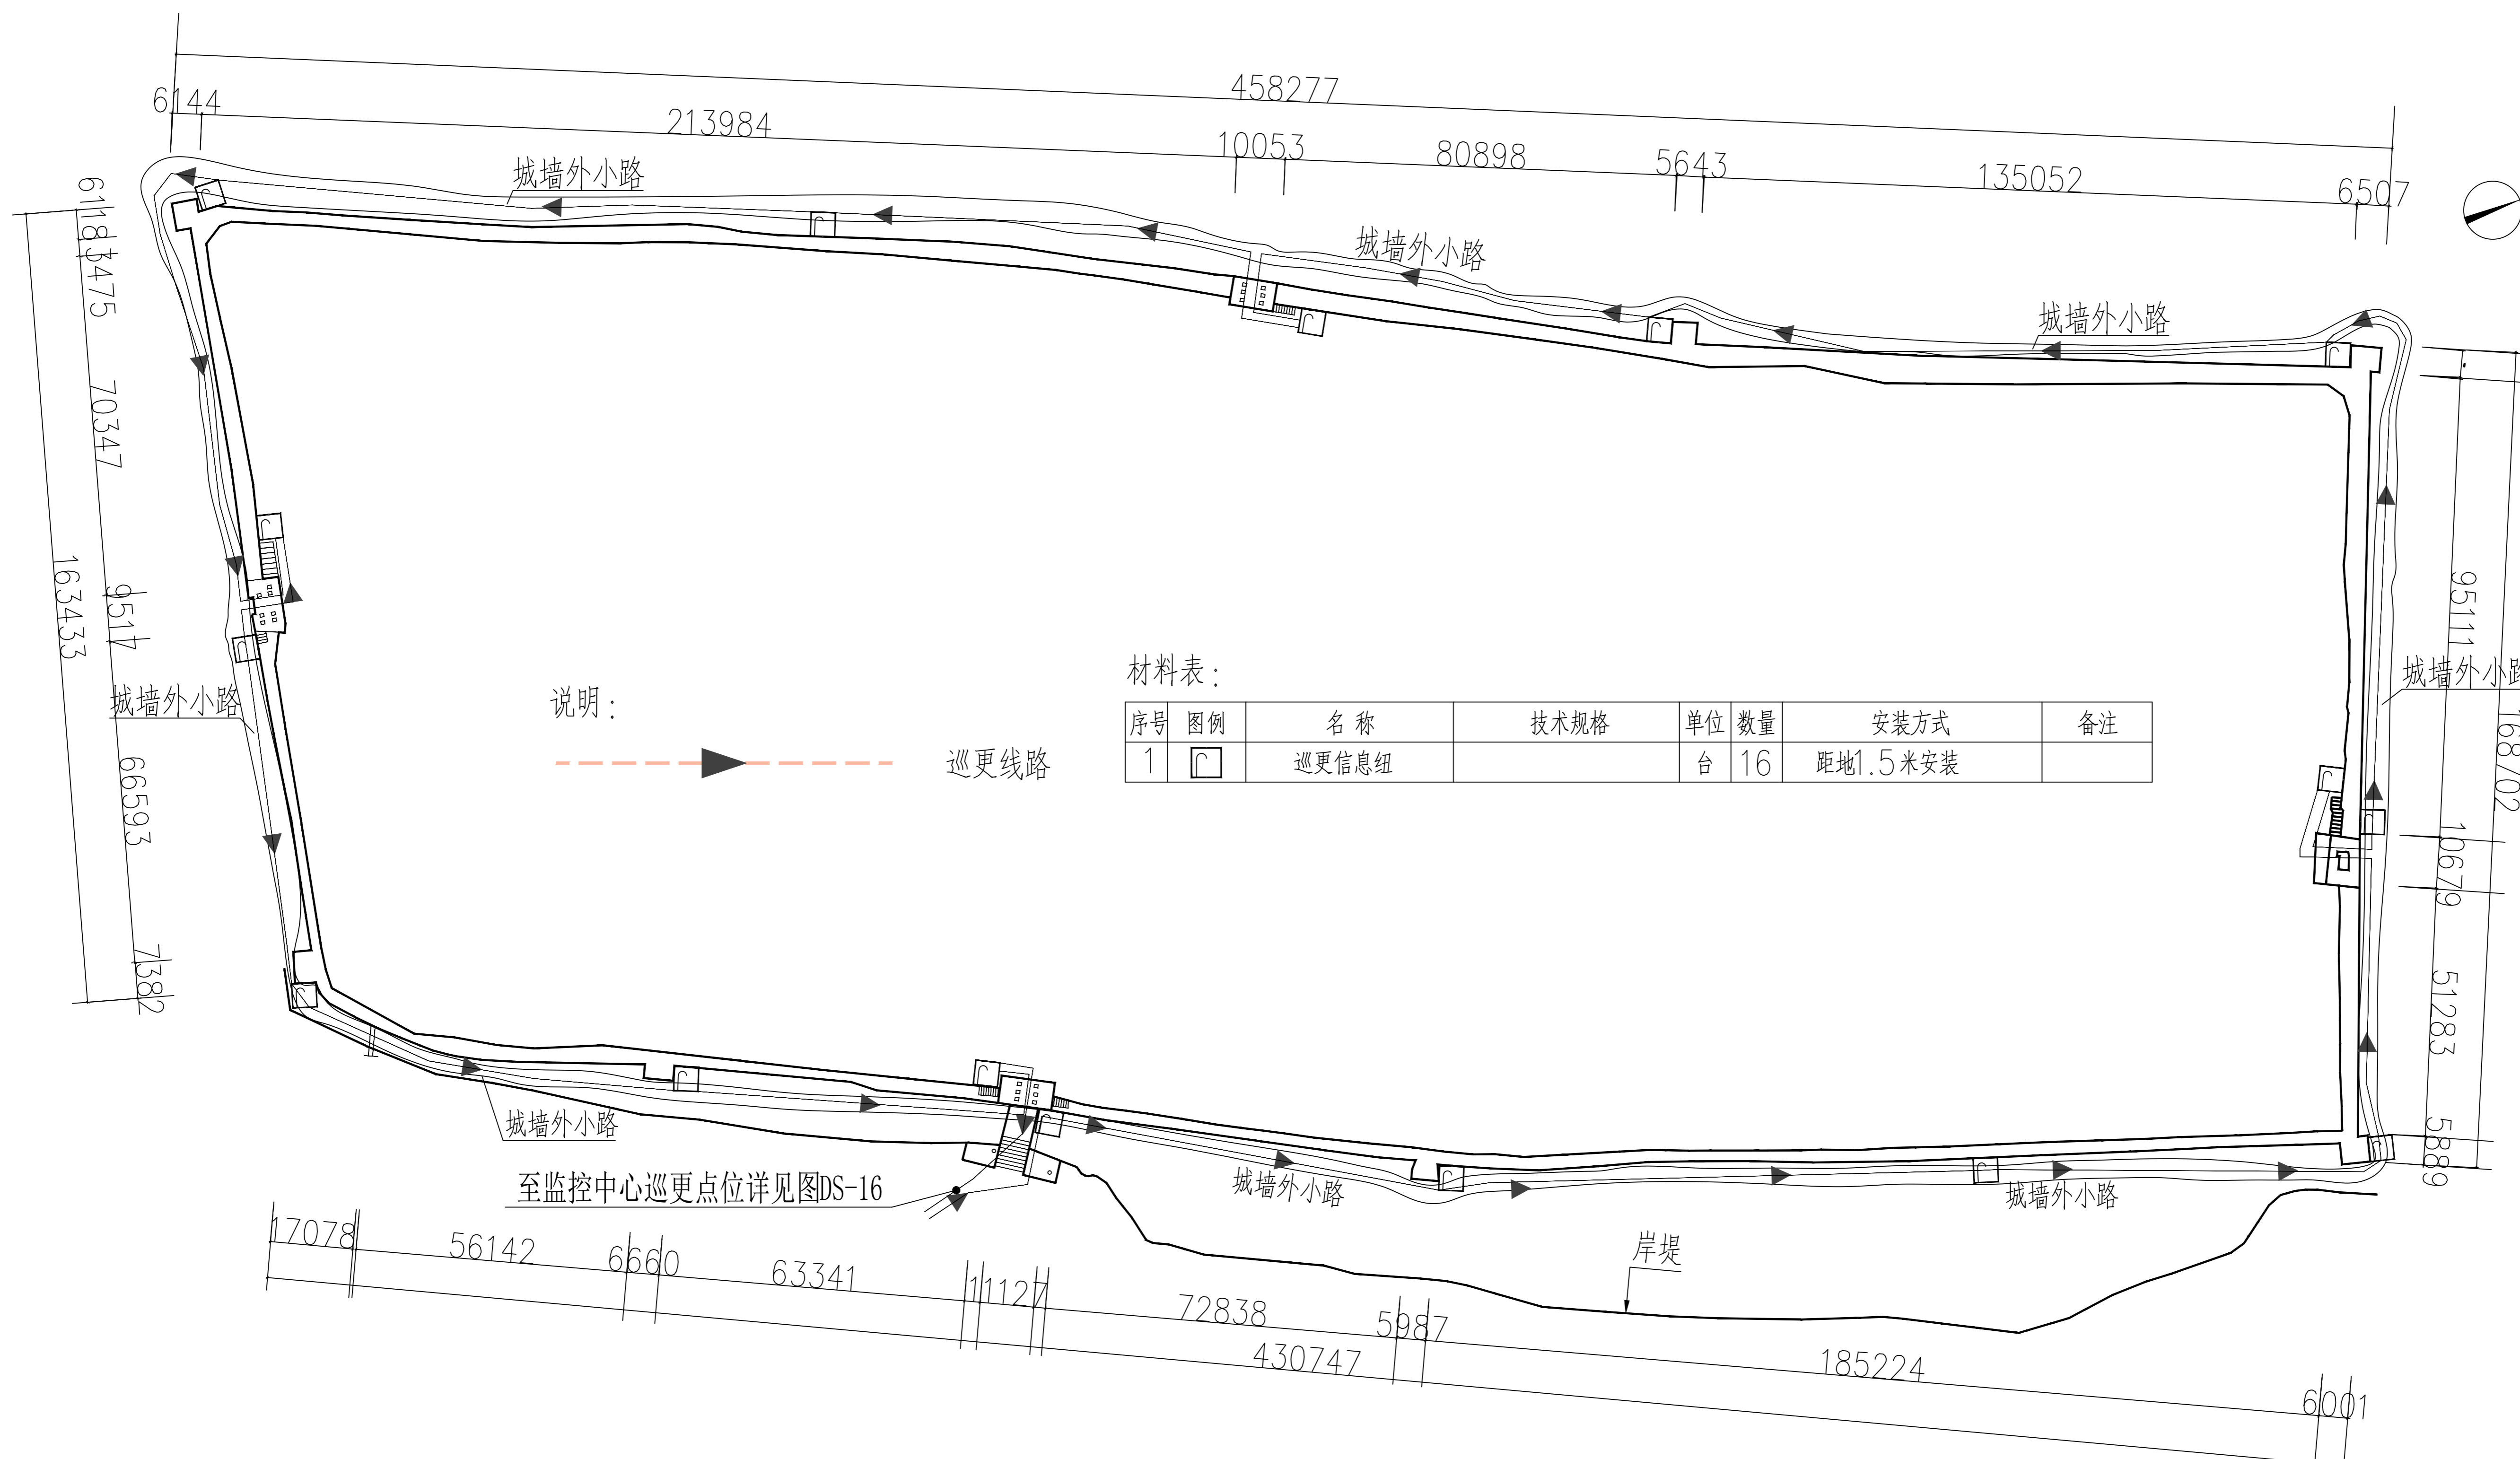 458277
6144
213984
10053
80898
5643
135052
6507
城墙外小路
城墙外小路
城墙外小路
6118
3475
70347
9517
66593
7382
163433
城墙外小路
说明：
巡更线路
材料表：
序号 图例 名 称 技术规格 单位 数量 安装方式 备注
1 巡更信息纽 台 16 距地1.5米安装
95111
城墙外小路
168702
10679
51283
5889
城墙外小路
至监控中心巡更点位详见图DS-16
城墙外小路
城墙外小路
岸堤
17078
56142
6660
63341
11127
72838
5987
185224
6001
430747